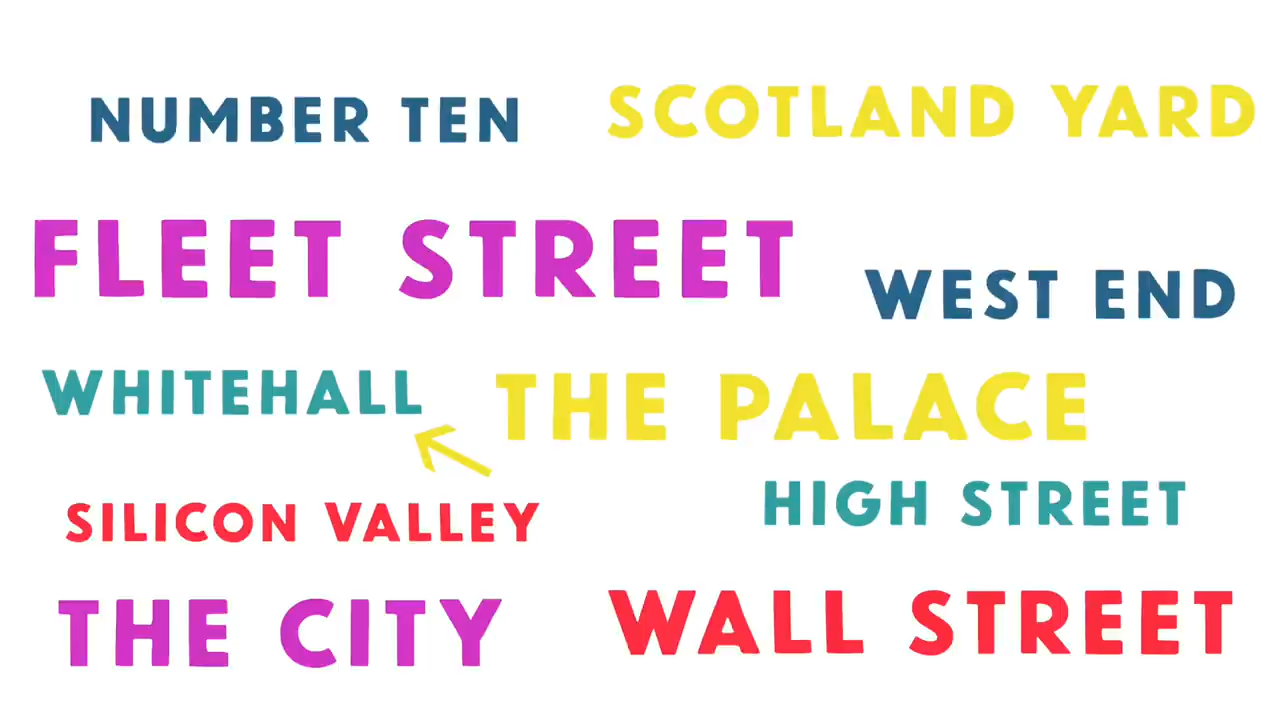 NUMBER TEN
SCOTLAND YARD
FLEET STREET
WEST END
WHITEHALL
THE PALACE
SILICON VALLEY
HIGH STREET
THE CITY
WALL STREET